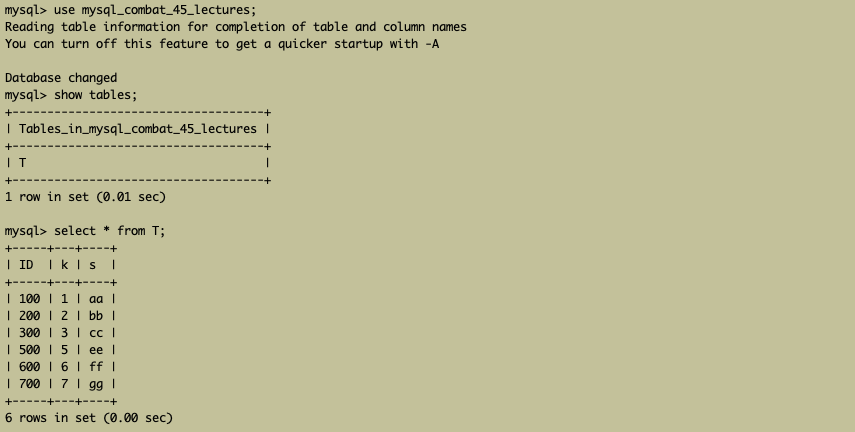 mysql> use mysql_combat_45_lectures;
Reading table information for completion of table and column names
You can turn off this feature to get a quicker startup with -A

Database changed
mysql> show tables;
+------------------------------------+
| Tables_in_mysql_combat_45_lectures |
+------------------------------------+
| T                                  |
+------------------------------------+
1 row in set (0.01 sec)

mysql> select * from T;
+-----+---+----+
| ID  | k | s  |
+-----+---+----+
| 100 | 1 | aa |
| 200 | 2 | bb |
| 300 | 3 | cc |
| 500 | 5 | ee |
| 600 | 6 | ff |
| 700 | 7 | gg |
+-----+---+----+
6 rows in set (0.00 sec)